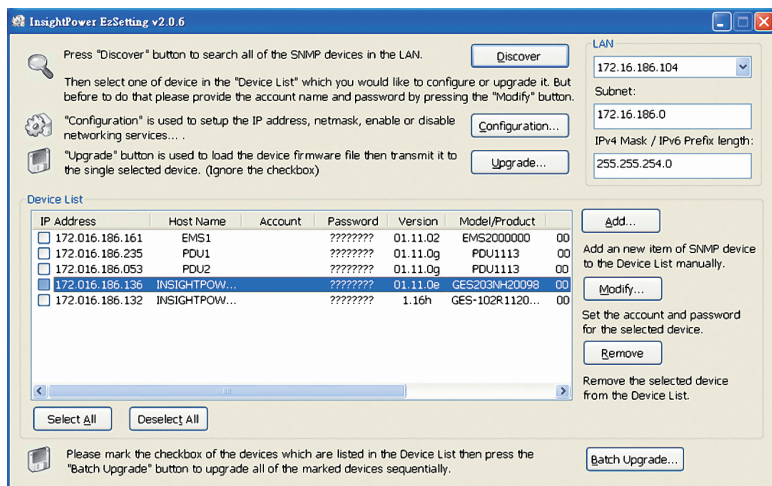 InsightPower EzSetting v2.0.6
Press "Discover" button to search all of the SNMP devices in the LAN.
Discover
Then select one of device in the "Device List" which you would like to configure or upgrade it. But
before to do that please provide the account name and password by pressing the "Modify" button.
"Configuration" is used to setup the IP address, netmask, enable or disable
networking services... .
Configuration...
"Upgrade" button is used to load the device firmware file then transmit it to
the single selected device. (Ignore the checkbox)
Upgrade...
LAN
172.16.186.104
Subnet:
172.16.186.0
IPv4 Mask / IPv6 Prefix length:
255.255.254.0
Device List
IP Address Host Name Account Password Version Model/Product
172.016.186.161 EMS1 ???????? 01.11.02 EMS2000000 00
172.016.186.235 PDU1 ???????? 01.11.0g PDU1113 00
172.016.186.053 PDU2 ???????? 01.11.0g PDU1113 00
172.016.186.136 INSIGHTPOW... ???????? 01.11.0e GES203NH20098 00
172.016.186.132 INSIGHTPOW... ???????? 1.16h GES-102R1120... 00
Add...
Add an new item of SNMP device
to the Device List manually.
Modify...
Set the account and password
for the selected device.
Remove
Remove the selected device
from the Device List.
Select All
Deselect All
Please mark the checkbox of the devices which are listed in the Device List then press the
"Batch Upgrade" button to upgrade all of the marked devices sequentially.
Batch Upgrade...